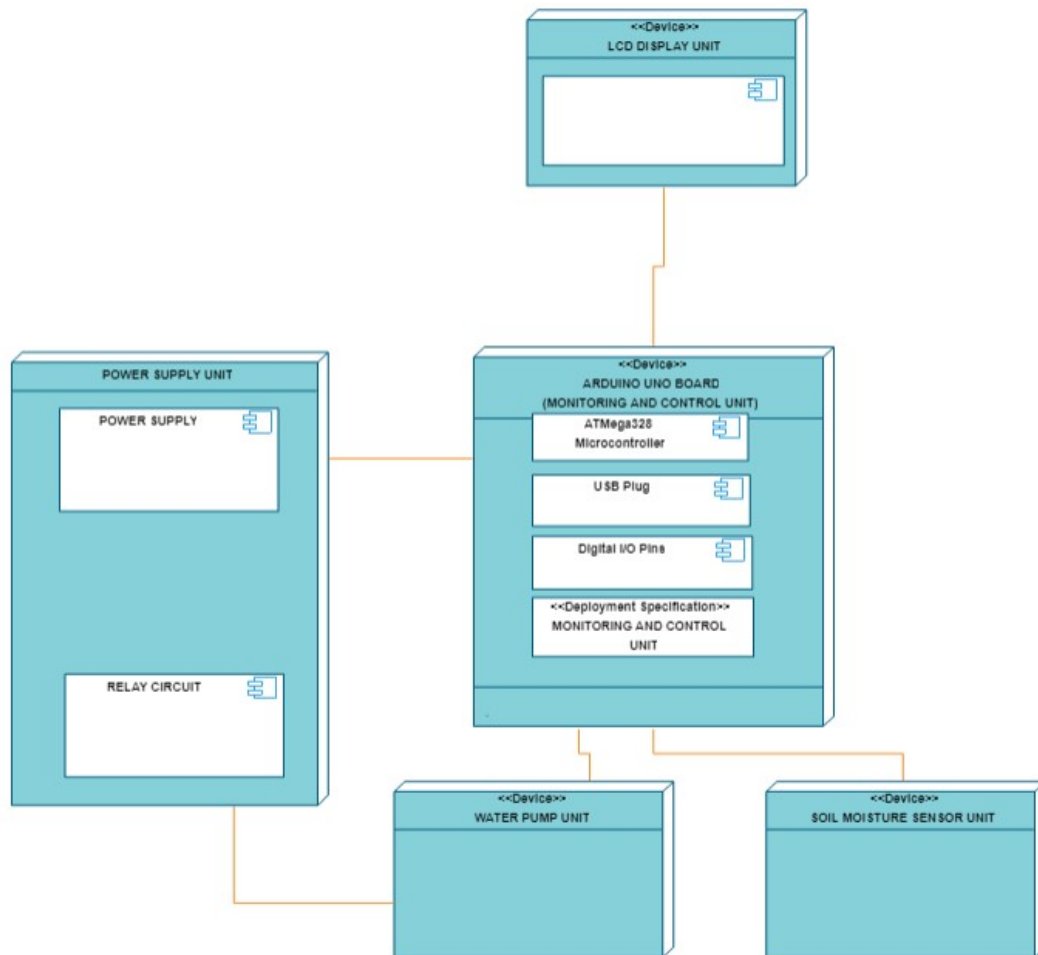 <<Device>>
LCD DISPLAY UNIT
POWER SUPPLY UNIT
POWER SUPPLY
RELAY CIRCUIT
<<Device>>
ARDUINO UNO BOARD
(MONITORING AND CONTROL UNIT)
ATMega328
Microcontroller
USB Plug
Digital I/O Pins
<<Deployment Specification>>
MONITORING AND CONTROL
UNIT
<<Device>>
WATER PUMP UNIT
<<Device>>
SOIL MOISTURE SENSOR UNIT